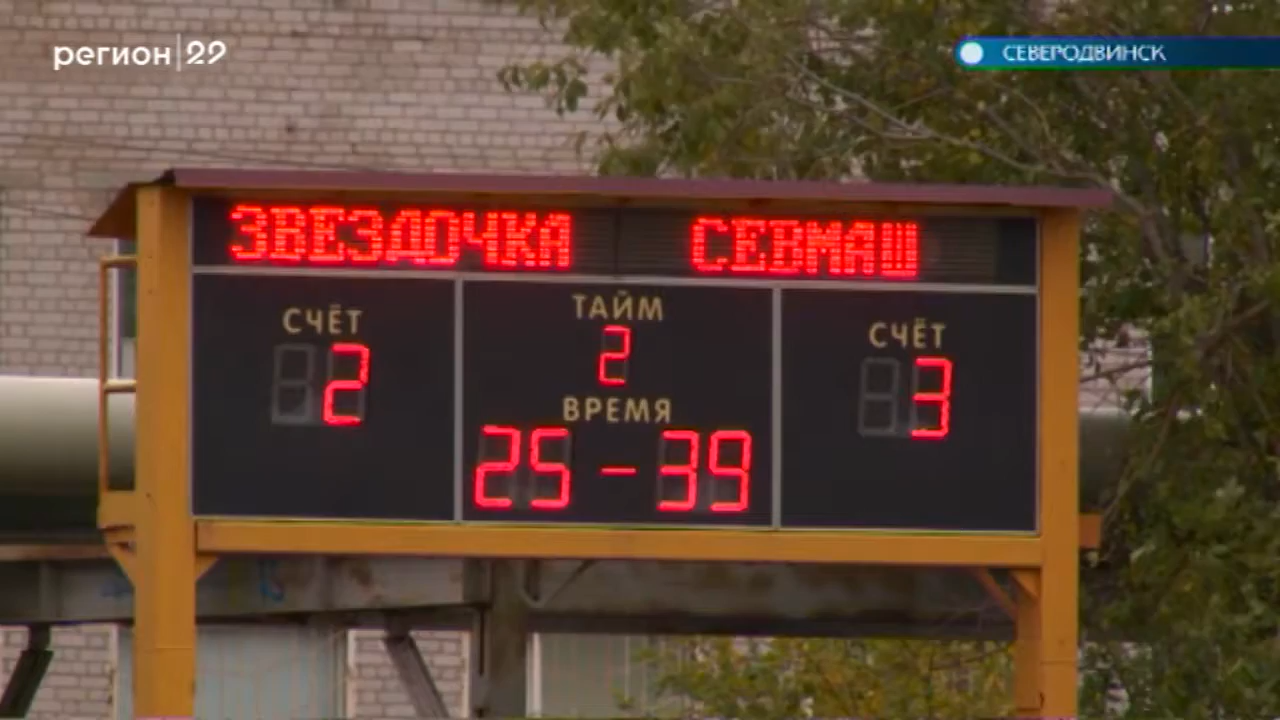 регион|29
СЕВЕРОДВИНСК
ЗВЕЗДОЧКА СЕВМАШ
СЧЁТ ТАЙМ СЧЁТ
2 2 3
ВРЕМЯ
25-39